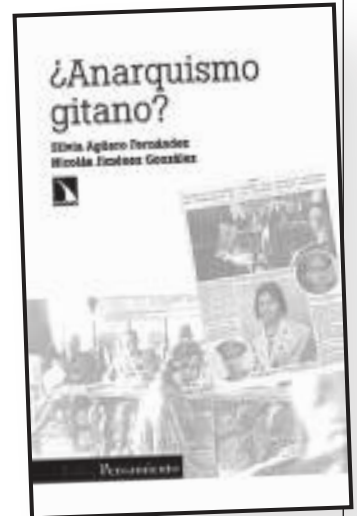 ¿Anarquismo
gitano?
Silvia Agüero Fernández
Nicolás Jiménez González
Pensamiento